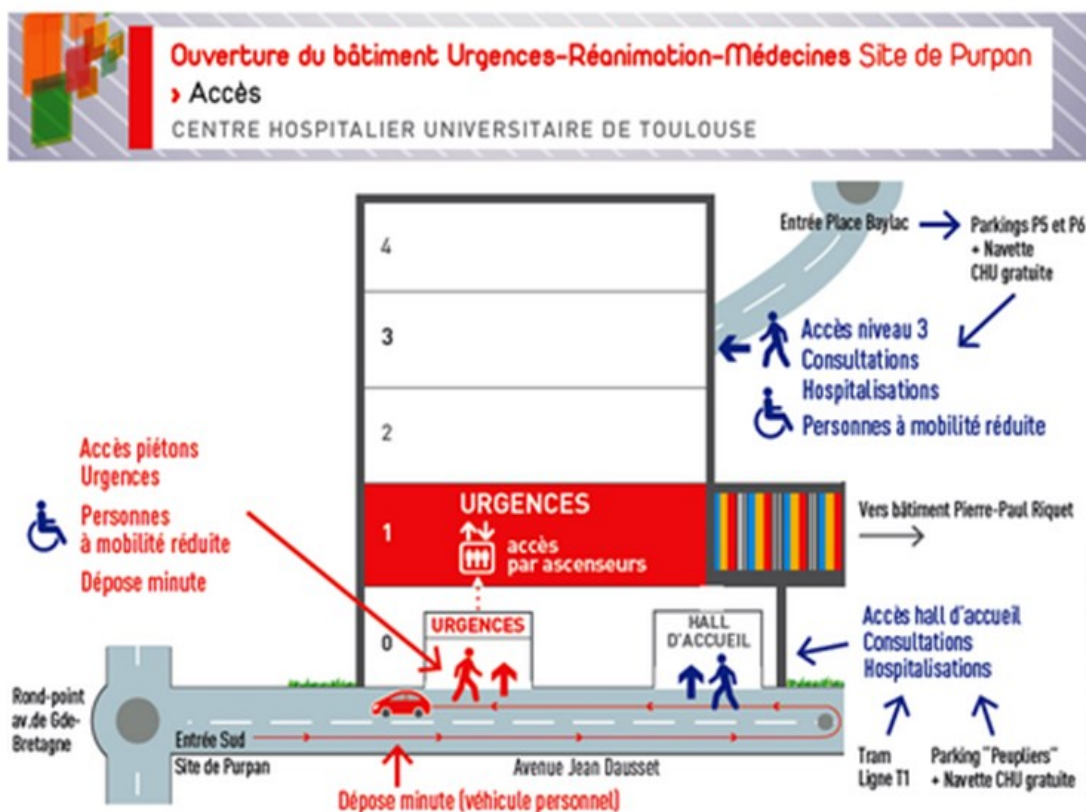 Ouverture du bâtiment Urgences-Réanimation-Médecines Site de Purpan
› Accès
CENTRE HOSPITALIER UNIVERSITAIRE DE TOULOUSE
Entrée Place Baylac
Parkings P5 et P6
+ Navette
CHU gratuite
4
3
2
Accès niveau 3
Consultations
Hospitalisations
Personnes à mobilité réduite
Accès piétons
Urgences
Personnes
à mobilité réduite
Dépose minute
1
URGENCES
accès
par ascenseurs
Vers bâtiment Pierre-Paul Riquet
0
URGENCES
HALL
D'ACCUEIL
Accès hall d'accueil
Consultations
Hospitalisations
Rond-point
av.de Gde-
Bretagne
Entrée Sud
Site de Purpan
Avenue Jean Dausset
Tram
Ligne T1
Parking "Peupliers"
+ Navette CHU gratuite
Dépose minute (véhicule personnel)